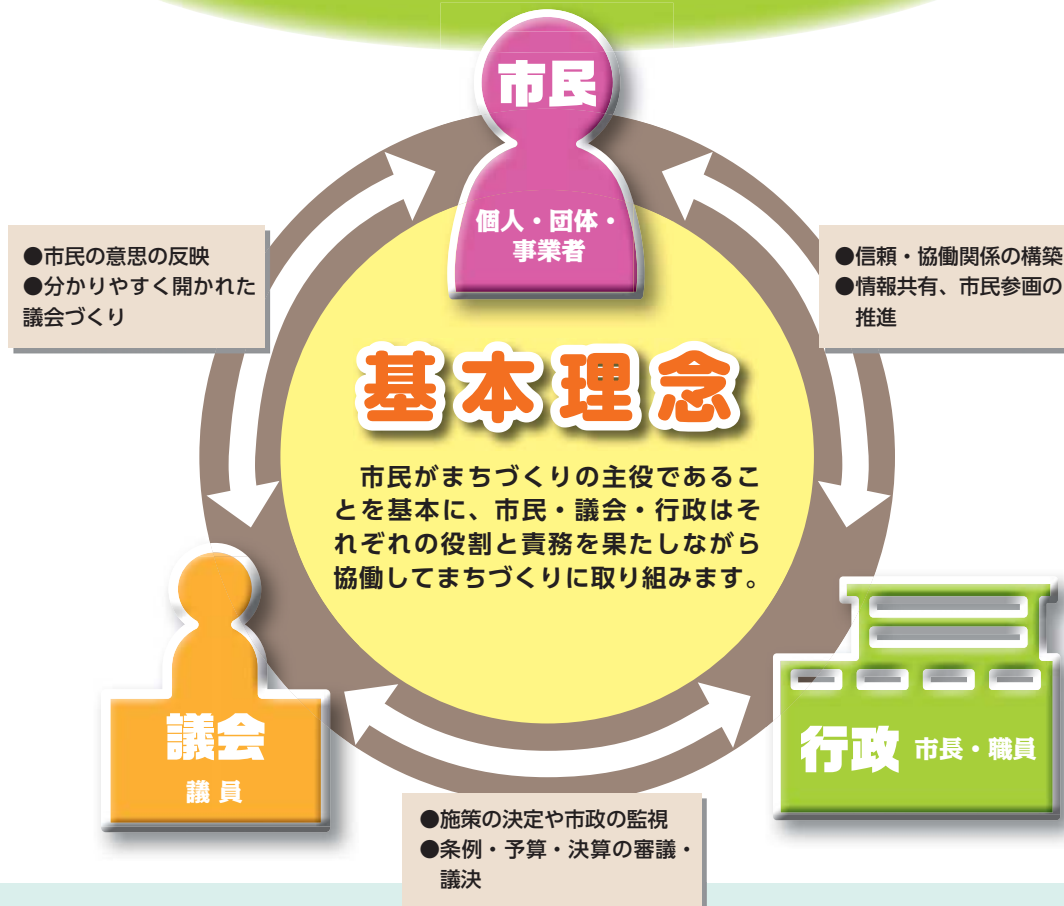 市民
個人・団体・
事業者
●市民の意思の反映
●分かりやすく開かれた
議会づくり
●信頼・協働関係の構築
●情報共有、市民参画の
推進
基本理念
市民がまちづくりの主役であるこ
とを基本に、市民・議会・行政はそ
れぞれの役割と責務を果たしながら
協働してまちづくりに取り組みます。
議会
議員
行政 市長・職員
●施策の決定や市政の監視
●条例・予算・決算の審議・
議決